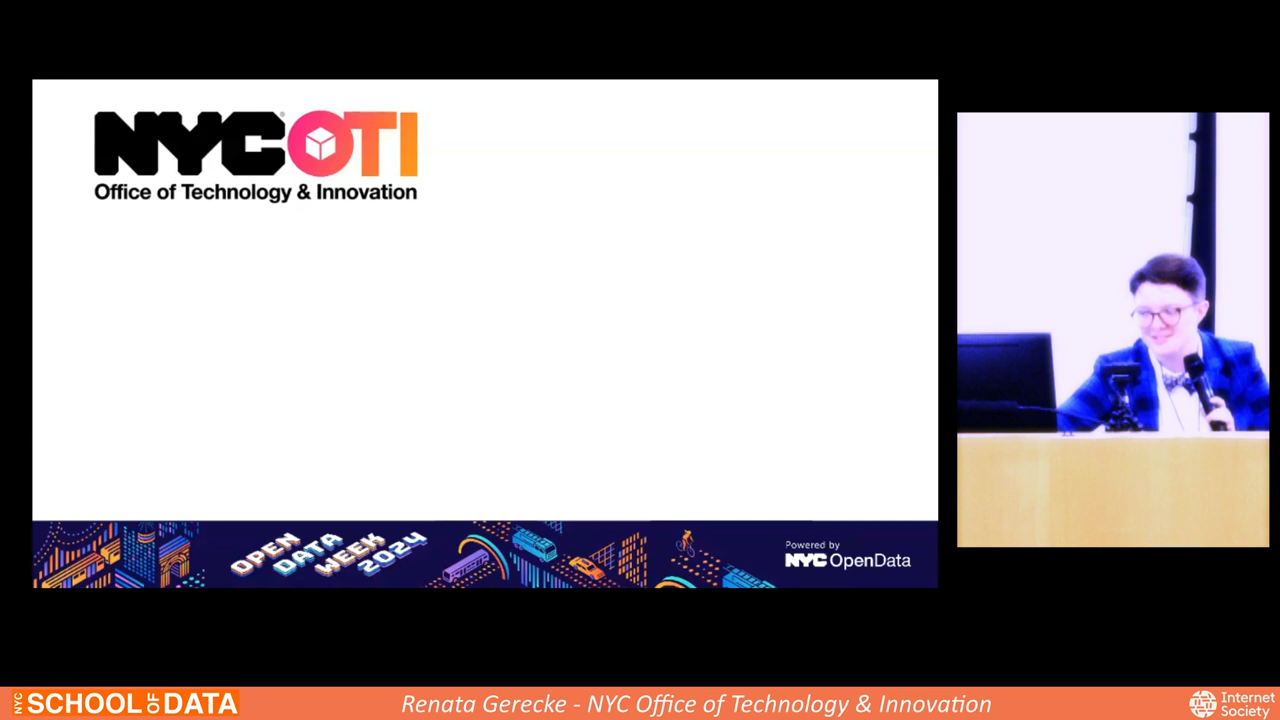 NYC OTI
Office of Technology & Innovation
OPEN
DATA
WEEK
2024
Powered by
NYC OpenData
NYC SCHOOL OF DATA
Renata Gerecke - NYC Office of Technology & Innovation
Internet
Society